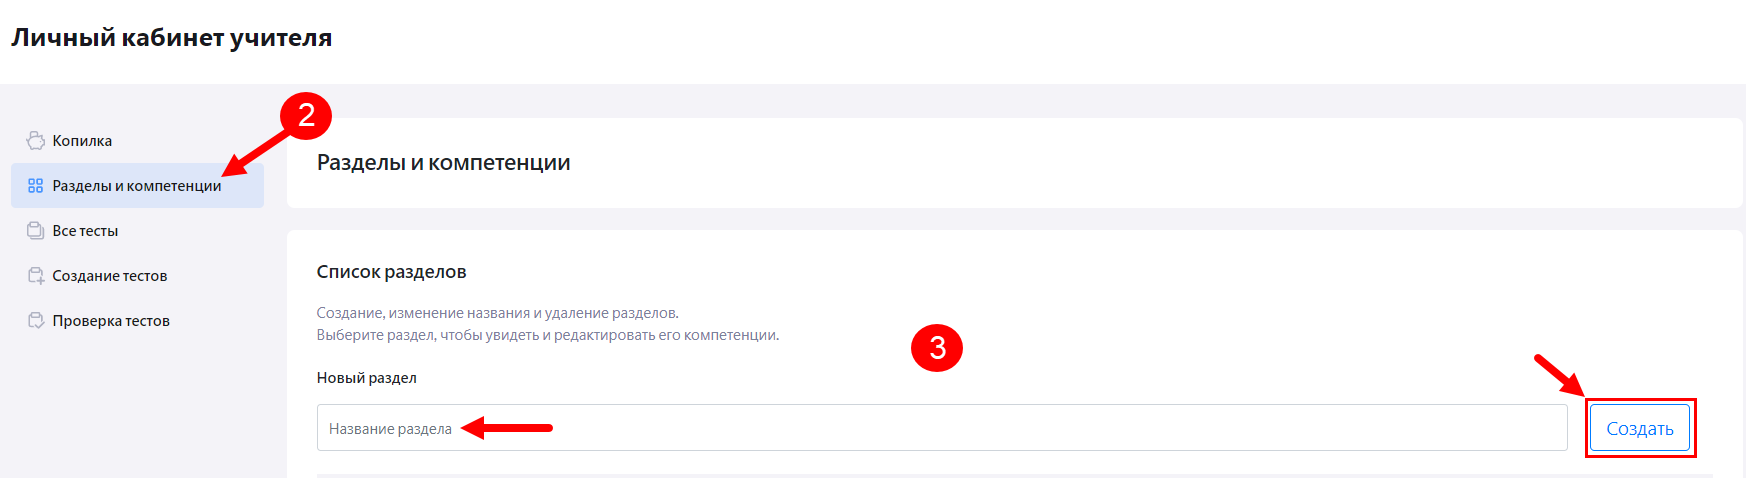 Личный кабинет учителя
2
Копилка
Разделы и компетенции
Все тесты
Создание тестов
Проверка тестов
Разделы и компетенции
Список разделов
Создание, изменение названия и удаление разделов.
Выберите раздел, чтобы увидеть и редактировать его компетенции.
3
Новый раздел
Название раздела
Создать